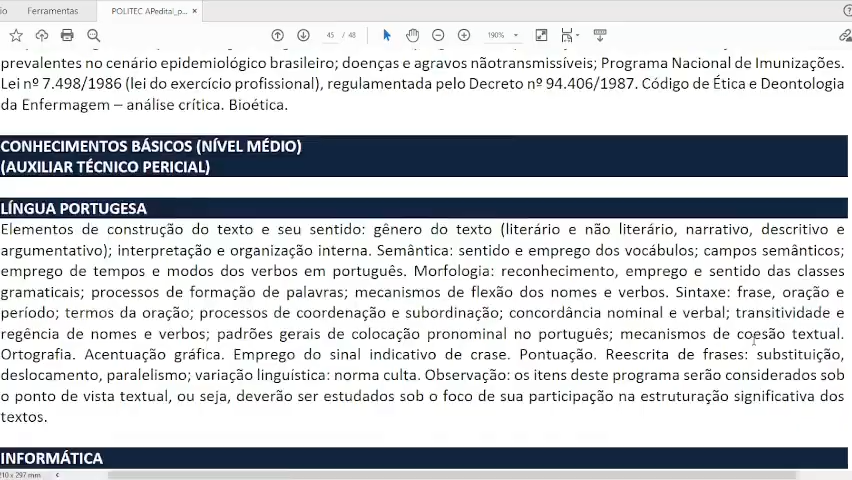 io Ferramentas POLITEC APedital_p... ×
45 / 48 190%
prevalentes no cenário epidemiológico brasileiro; doenças e agravos nãotransmissíveis; Programa Nacional de Imunizações.
Lei nº 7.498/1986 (lei do exercício profissional), regulamentada pelo Decreto nº 94.406/1987. Código de Ética e Deontologia
da Enfermagem – análise crítica. Bioética.
CONHECIMENTOS BÁSICOS (NÍVEL MÉDIO)
(AUXILIAR TÉCNICO PERICIAL)
LÍNGUA PORTUGESA
Elementos de construção do texto e seu sentido: gênero do texto (literário e não literário, narrativo, descritivo e
argumentativo); interpretação e organização interna. Semântica: sentido e emprego dos vocábulos; campos semânticos;
emprego de tempos e modos dos verbos em português. Morfologia: reconhecimento, emprego e sentido das classes
gramaticais; processos de formação de palavras; mecanismos de flexão dos nomes e verbos. Sintaxe: frase, oração e
período; termos da oração; processos de coordenação e subordinação; concordância nominal e verbal; transitividade e
regência de nomes e verbos; padrões gerais de colocação pronominal no português; mecanismos de coesão textual.
Ortografia. Acentuação gráfica. Emprego do sinal indicativo de crase. Pontuação. Reescrita de frases: substituição,
deslocamento, paralelismo; variação linguística: norma culta. Observação: os itens deste programa serão considerados sob
o ponto de vista textual, ou seja, deverão ser estudados sob o foco de sua participação na estruturação significativa dos
textos.
INFORMÁTICA
210 x 297 mm